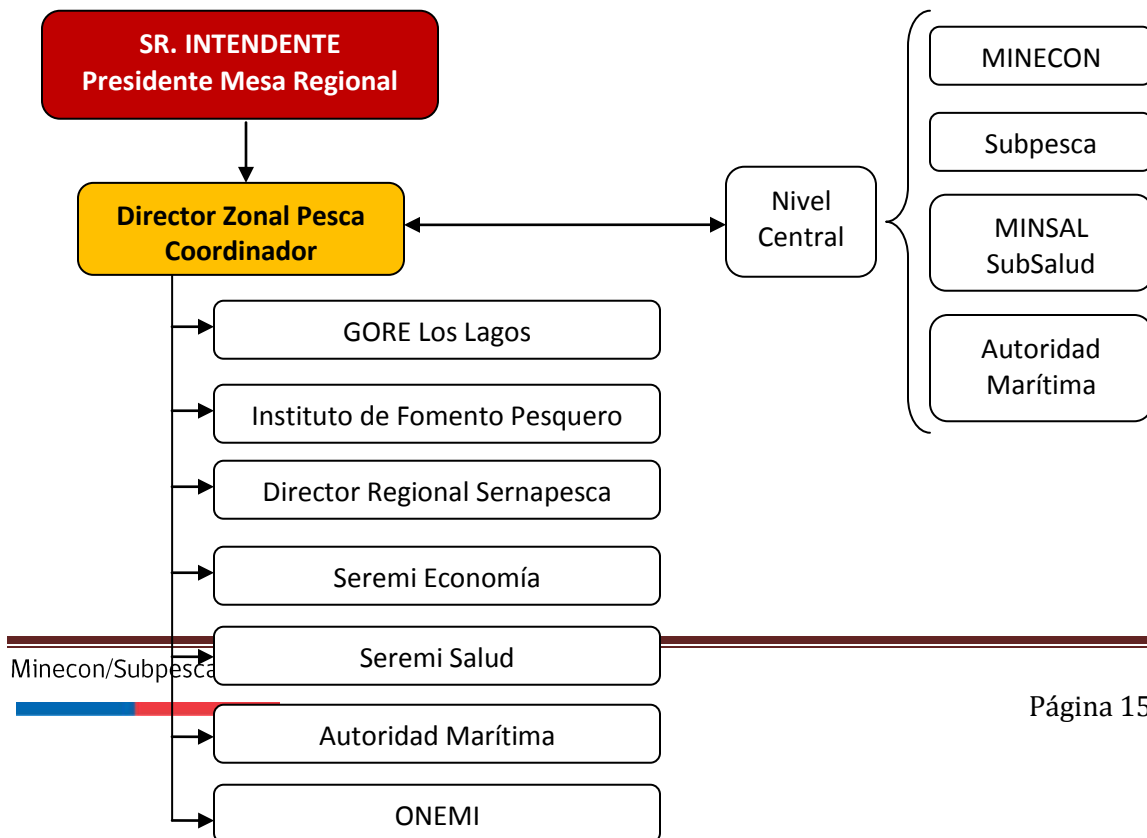 SR. INTENDENTE
Presidente Mesa Regional
Director Zonal Pesca
Coordinador
Nivel
Central
MINECON
Subpesca
MINSAL
SubSalud
Autoridad
Marítima
GORE Los Lagos
Instituto de Fomento Pesquero
Director Regional Sernapesca
Seremi Economía
Seremi Salud
Autoridad Marítima
ONEMI
Minecon/Subpesca
Página 15